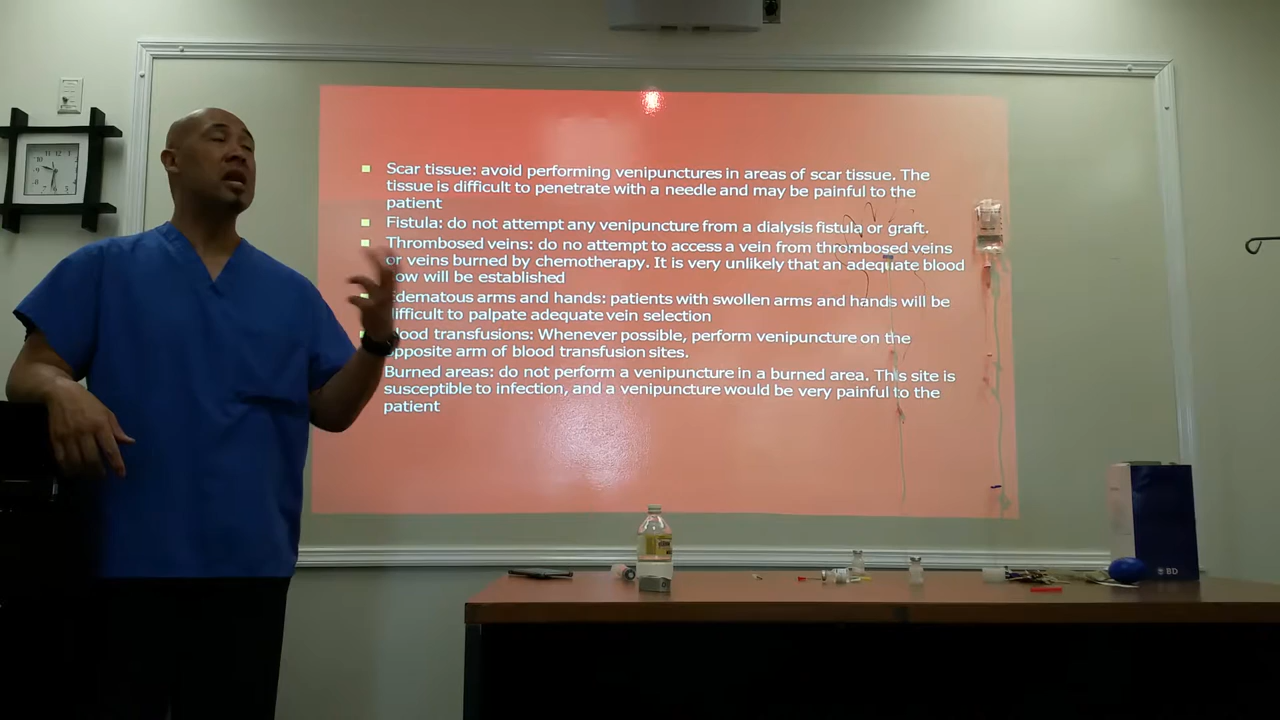 Scar tissue: avoid performing venipunctures in areas of scar tissue. The
tissue is difficult to penetrate with a needle and may be painful to the
patient
Fistula: do not attempt any venipuncture from a dialysis fistula or graft.
Thrombosed veins: do no attempt to access a vein from thrombosed veins
or veins burned by chemotherapy. It is very unlikely that an adequate blood
will be established
Edematous arms and hands: patients with swollen arms and hands will be
difficult to palpate adequate vein selection
Blood transfusions: Whenever possible, perform venipuncture on the
opposite arm of blood transfusion sites.
Burned areas: do not perform a venipuncture in a burned area. This site is
susceptible to infection, and a venipuncture would be very painful to the
patient
BD